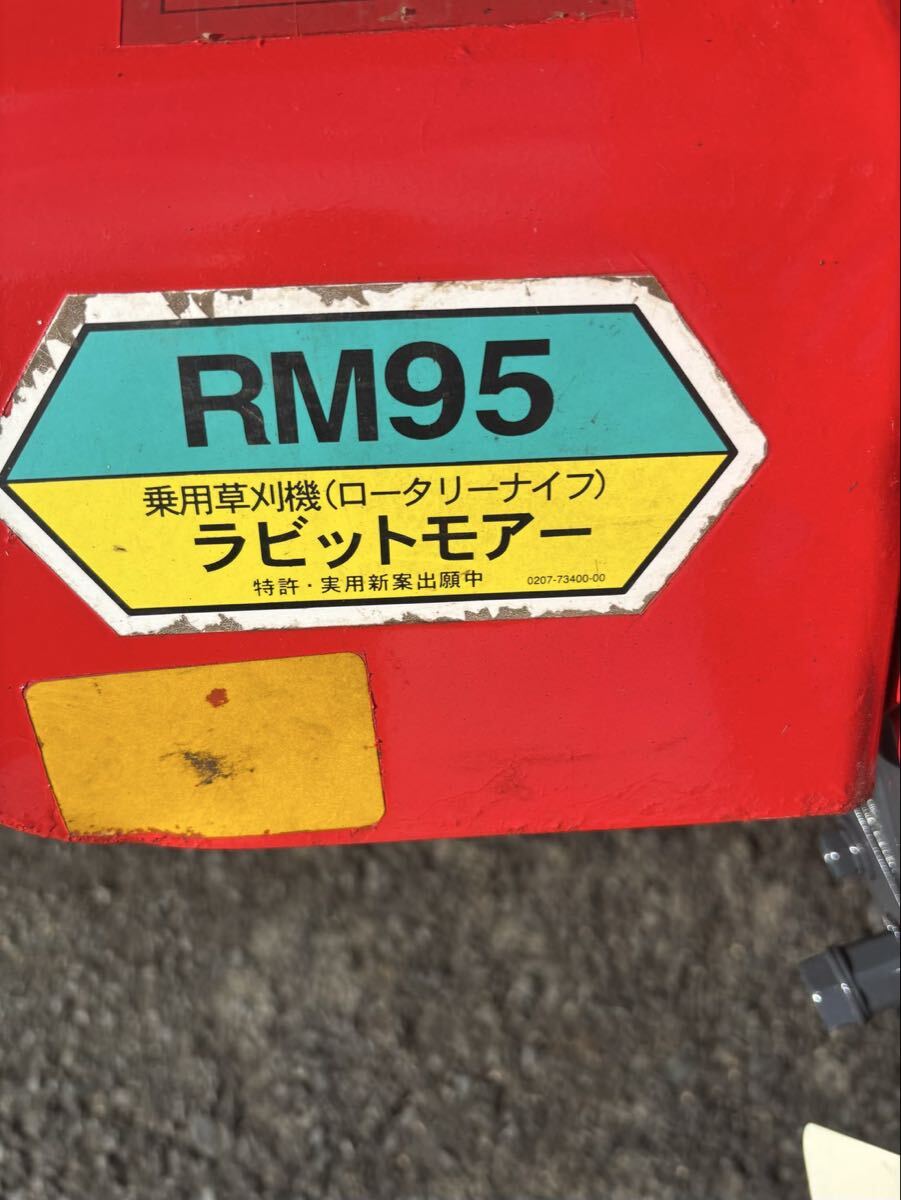 RM95
乗用草刈機(ロータリーナイフ)
ラビットモアー
特許・実用新案出願中 0207-73400-00